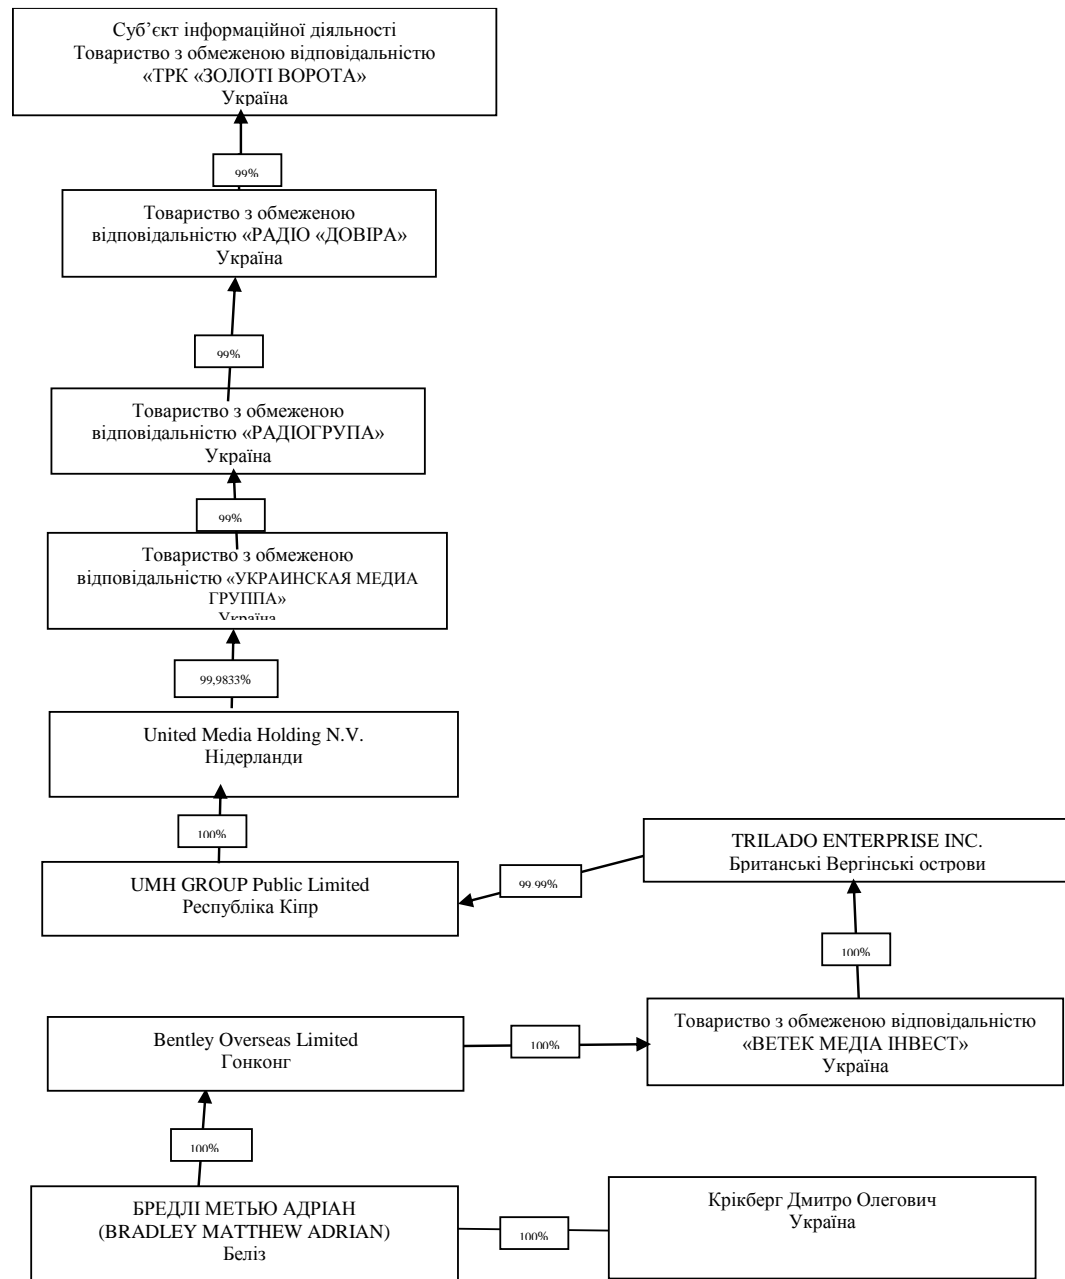 Суб’єкт інформаційної діяльності
Товариство з обмеженою відповідальністю
«ТРК «ЗОЛОТІ ВОРОТА»
Україна
99%
Товариство з обмеженою
відповідальністю «РАДІО «ДОВІРА»
Україна
99%
Товариство з обмеженою
відповідальністю «РАДІОГРУПА»
Україна
99%
Товариство з обмеженою
відповідальністю «УКРАИНСКАЯ МЕДИА
ГРУППА»
Україна
99,9833%
United Media Holding N.V.
Нідерланди
100%
TRILADO ENTERPRISE INC.
Британські Вергінські острови
99.99%
UMH GROUP Public Limited
Республіка Кіпр
100%
Bentley Overseas Limited
Гонконг
100%
Товариство з обмеженою відповідальністю
«ВЕТЕК МЕДІА ІНВЕСТ»
Україна
100%
БРЕДЛІ МЕТЬЮ АДРІАН
(BRADLEY MATTHEW ADRIAN)
Беліз
100%
Крікберг Дмитро Олегович
Україна